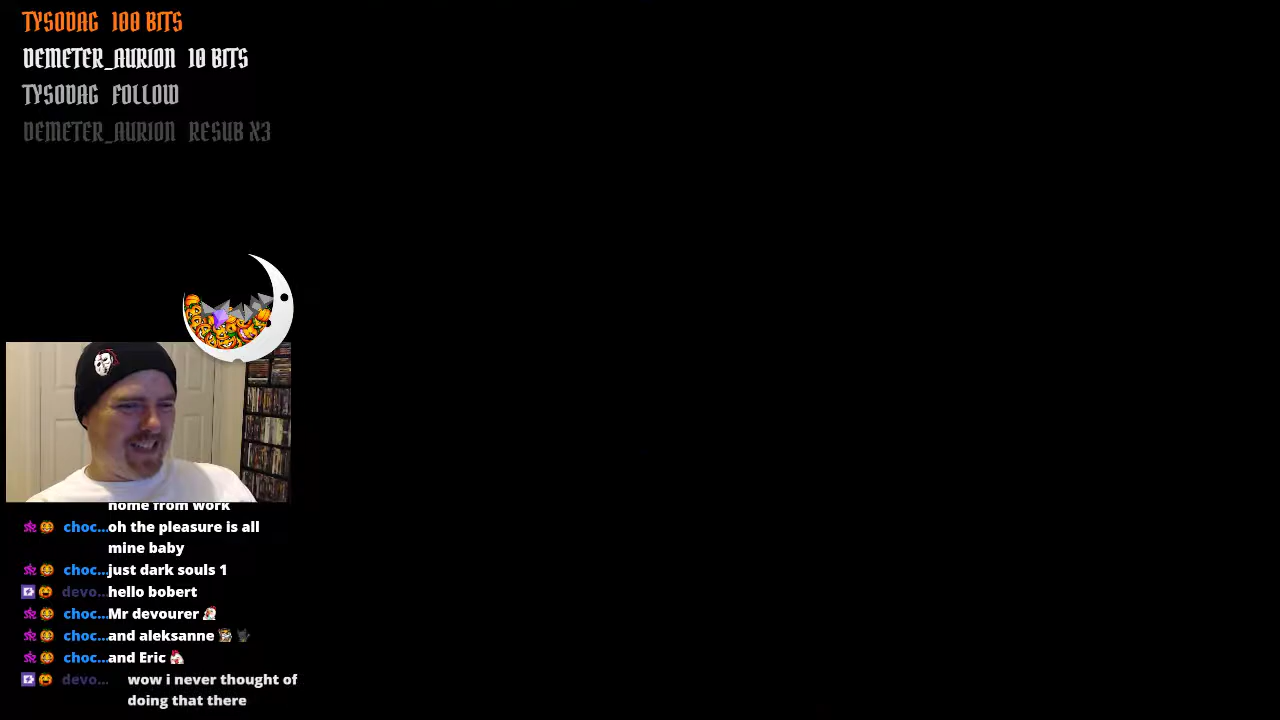 TYSODAG 100 BITS
DEMETER_AURION 10 BITS
TYSODAG FOLLOW
DEMETER_AURION RESUB X3
home from work
choc... oh the pleasure is all
mine baby
choc... just dark souls 1
devo... hello bobert
choc... Mr devourer
choc... and aleksanne
choc... and Eric
devo... wow i never thought of
doing that there